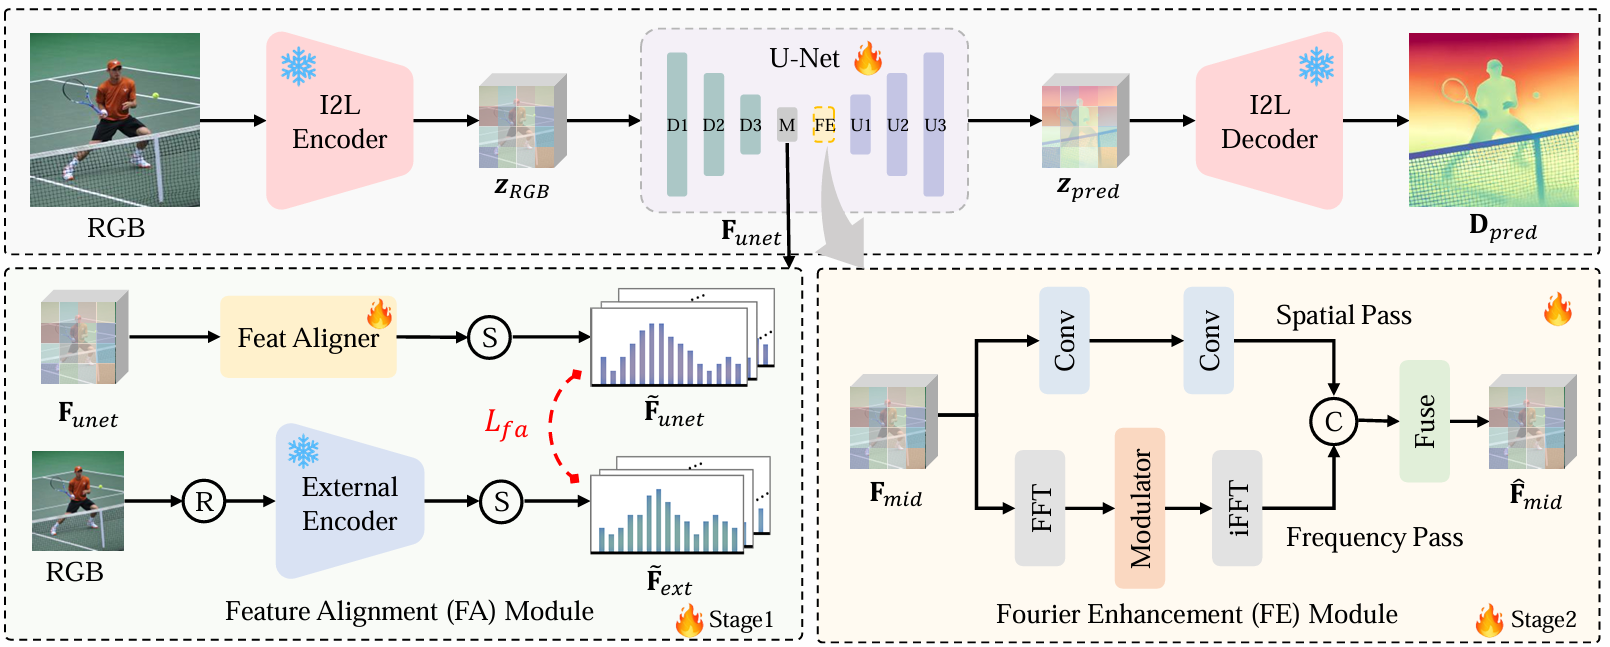 RGB
I2L
Encoder
z_RGB
U-Net
D1
D2
D3
M
FE
U1
U2
U3
F_unet
z_pred
I2L
Decoder
D_pred
F_unet
Feat Aligner
S
F̃_unet
L_fa
RGB
R
External
Encoder
S
F̃_ext
Feature Alignment (FA) Module
Stage1
F_mid
Conv
Conv
Spatial Pass
FFT
Modulator
iFFT
Frequency Pass
C
Fuse
F̂_mid
Fourier Enhancement (FE) Module
Stage2